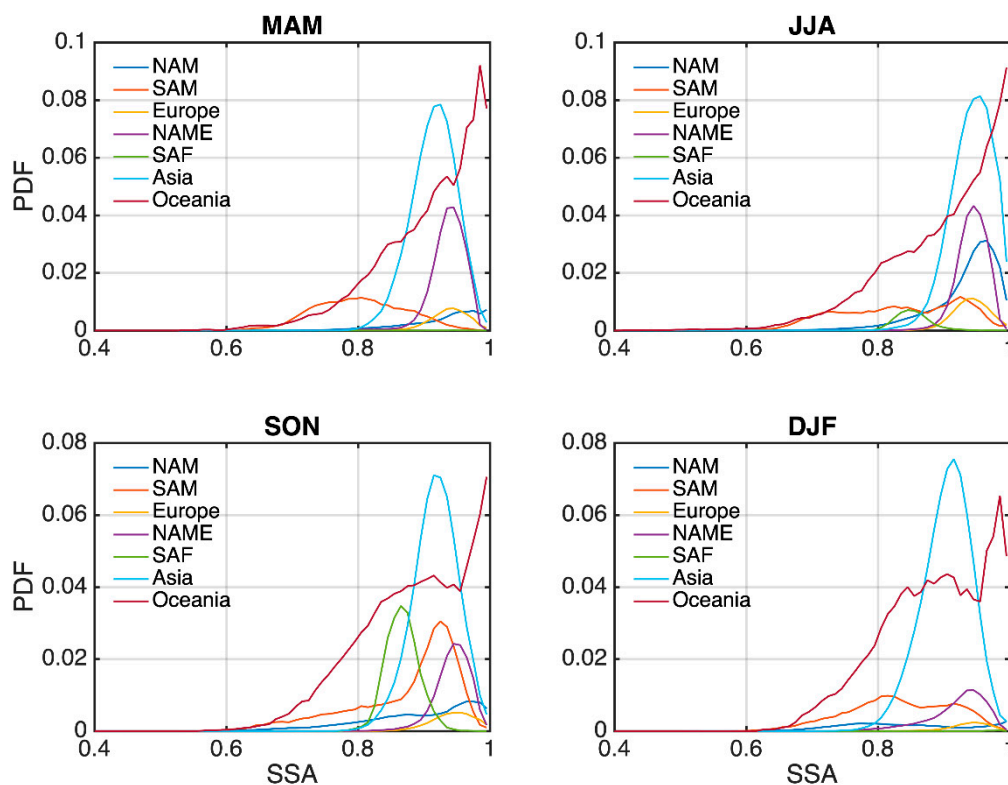 MAM
0.1
0.08
0.06
0.04
0.02
0
PDF
NAM
SAM
Europe
NAME
SAF
Asia
Oceania
0.4
0.6
0.8
1
JJA
0.1
0.08
0.06
0.04
0.02
0
NAM
SAM
Europe
NAME
SAF
Asia
Oceania
0.4
0.6
0.8
1
SON
0.08
0.06
0.04
0.02
0
PDF
NAM
SAM
Europe
NAME
SAF
Asia
Oceania
0.4
0.6
0.8
1
SSA
DJF
0.08
0.06
0.04
0.02
0
NAM
SAM
Europe
NAME
SAF
Asia
Oceania
0.4
0.6
0.8
1
SSA